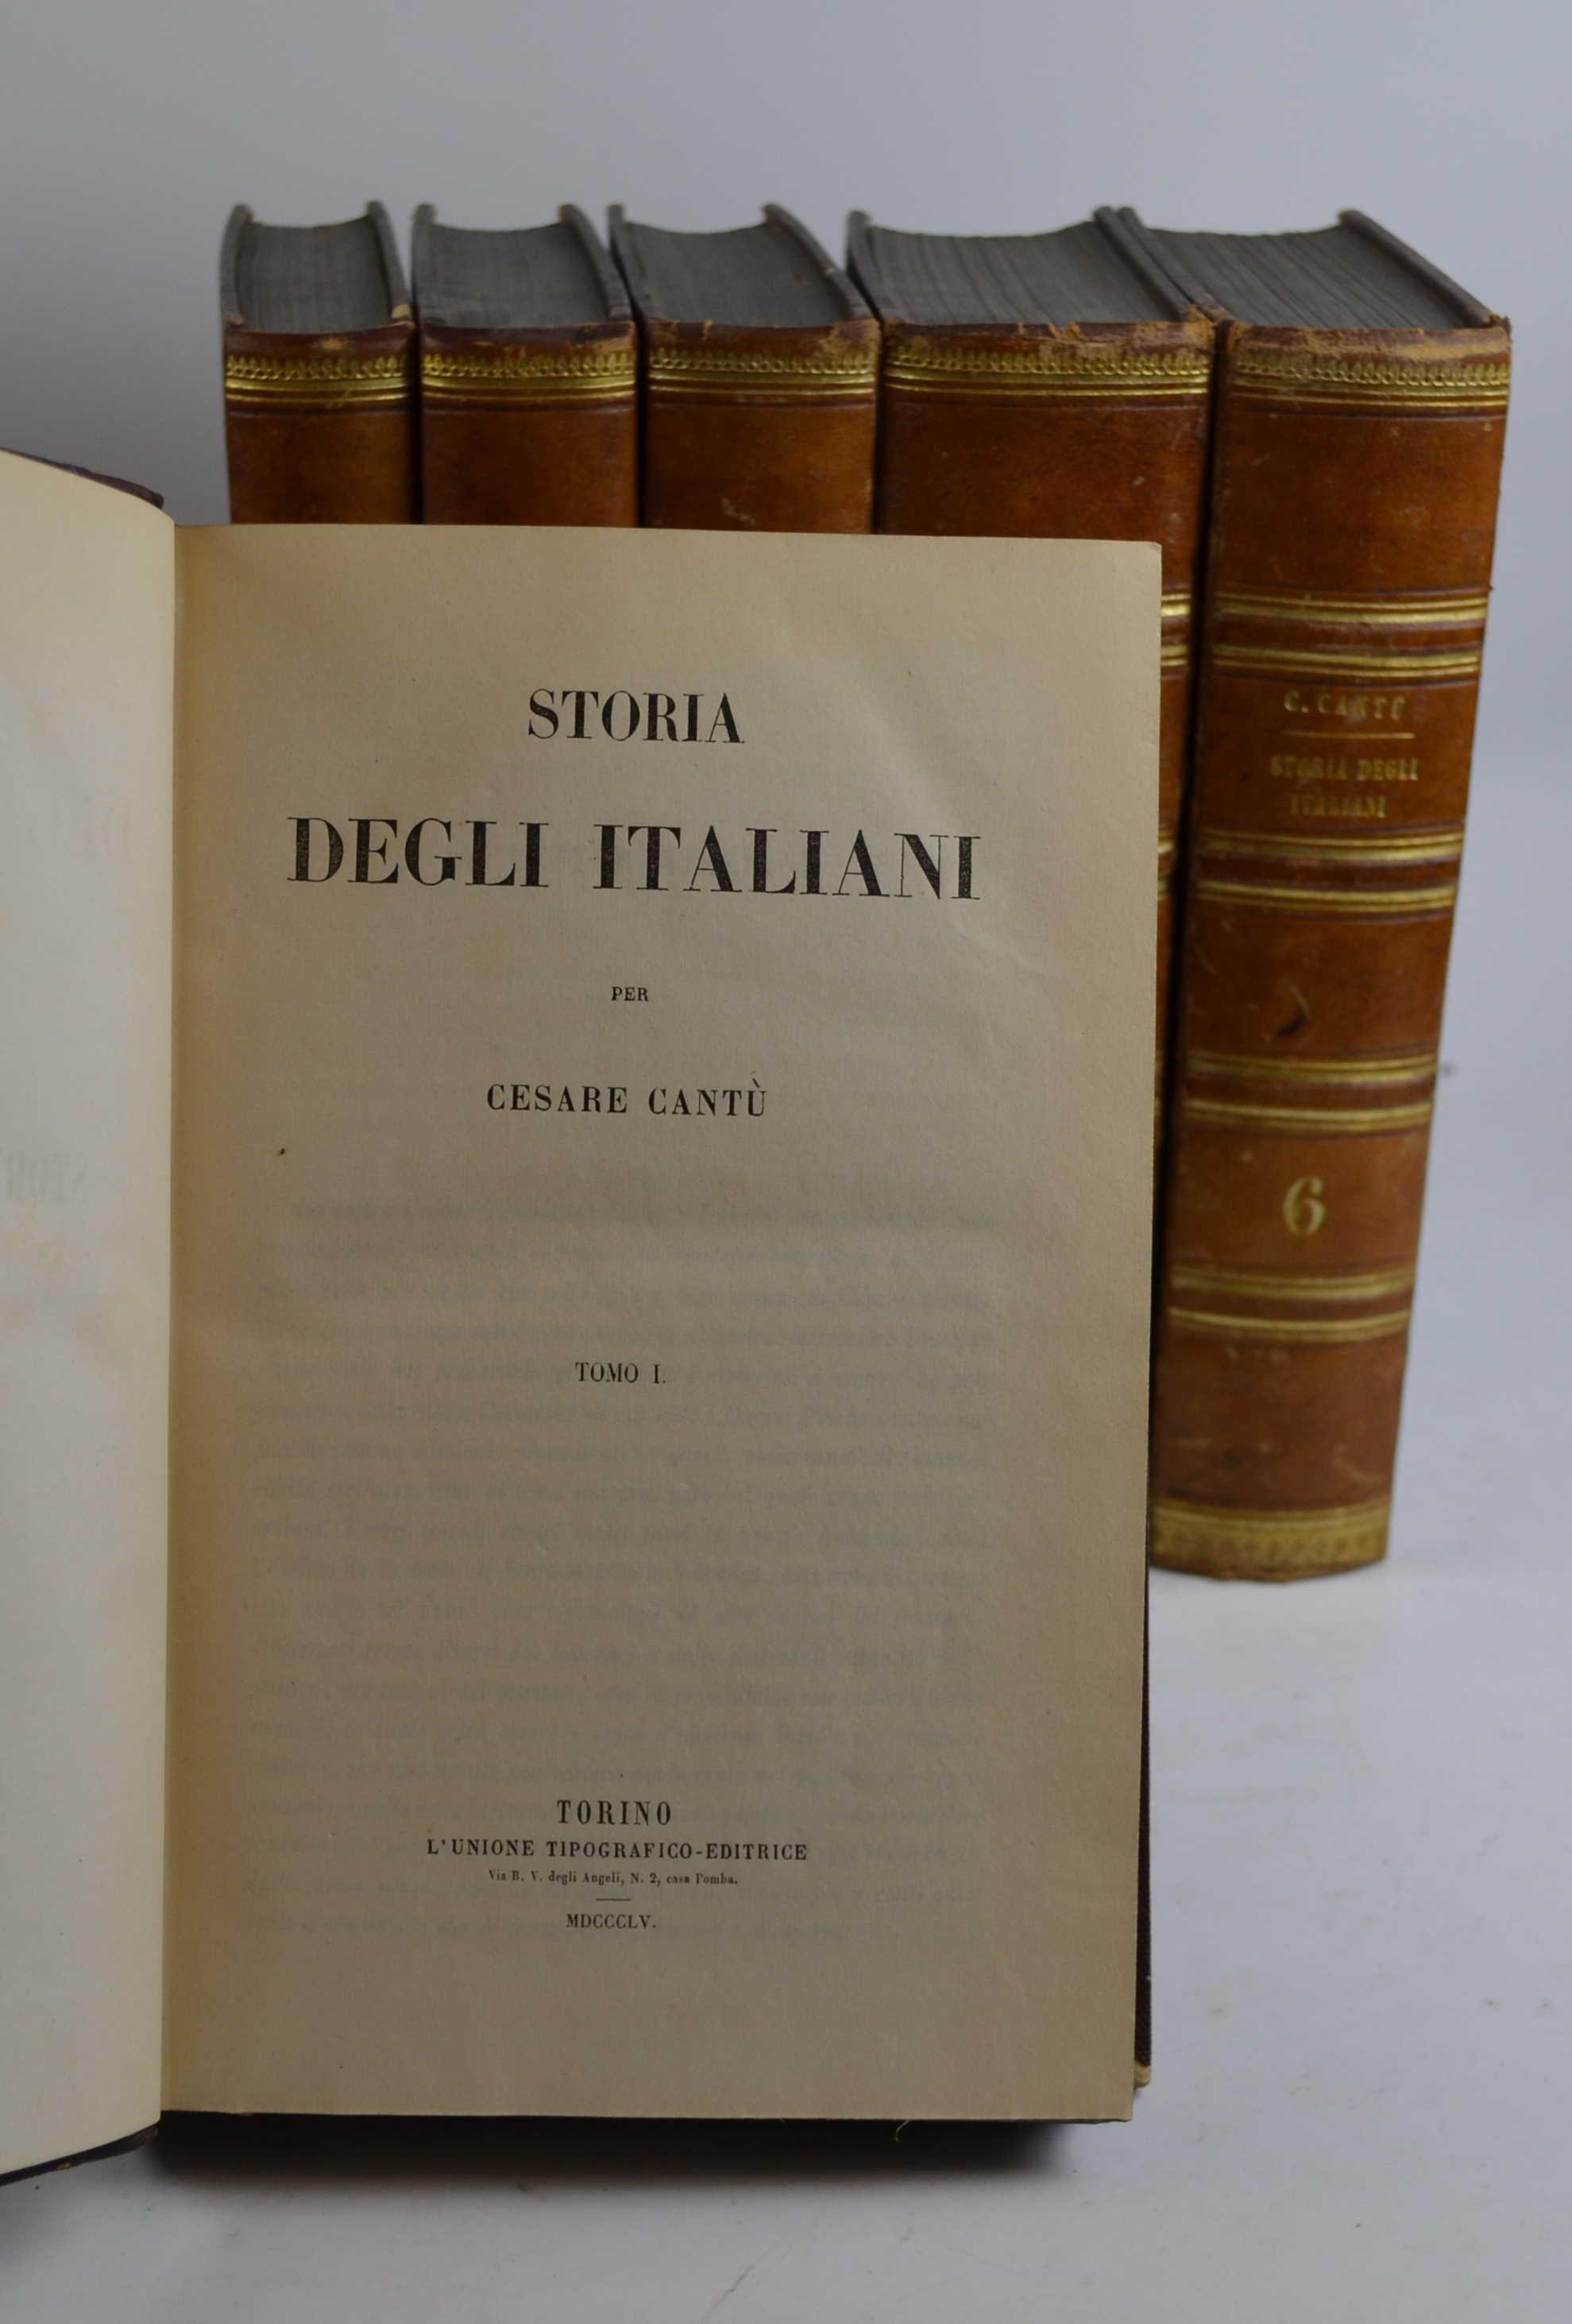 STORIA
DEGLI ITALIANI
PER
CESARE CANTÙ
TOMO I.
TORINO
L'UNIONE TIPOGRAFICO-EDITRICE
Via B. V. degli Angeli, N. 2, casa Pomba.
MDCCCLV.
C. CANTÙ
STORIA DEGLI
ITALIANI
6